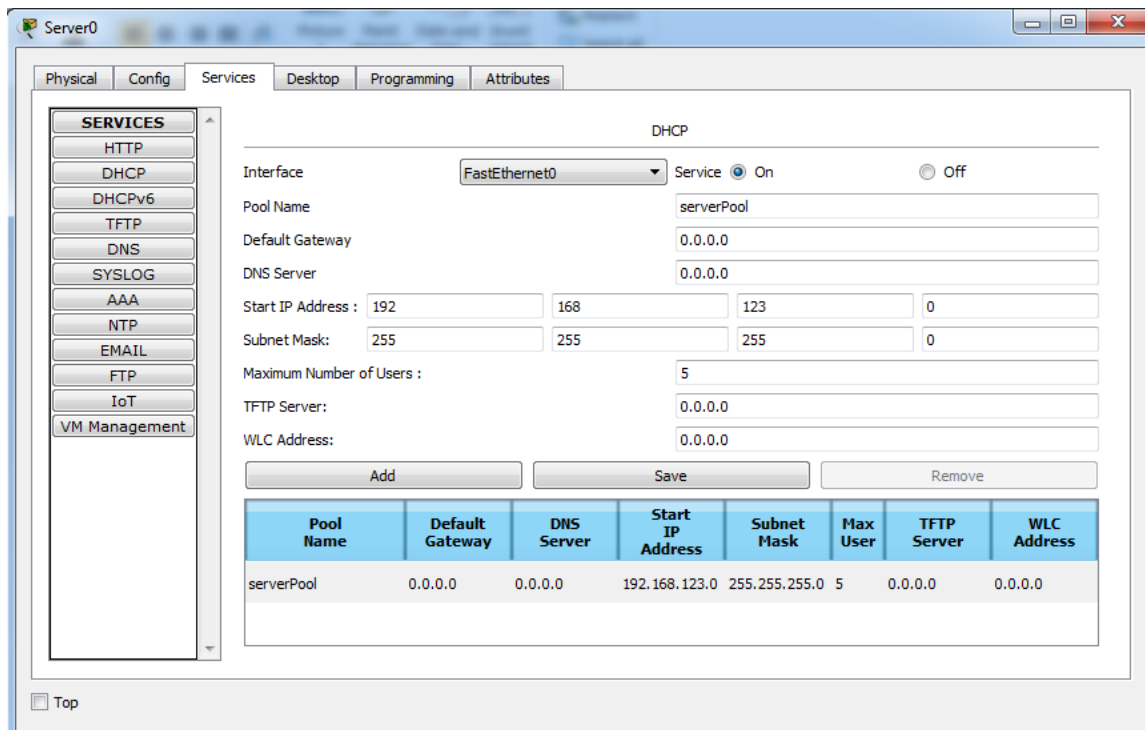 Server0
Physical Config Services Desktop Programming Attributes
SERVICES
HTTP
DHCP
DHCPv6
TFTP
DNS
SYSLOG
AAA
NTP
EMAIL
FTP
IoT
VM Management
DHCP
Interface FastEthernet0 Service On Off
Pool Name serverPool
Default Gateway 0.0.0.0
DNS Server 0.0.0.0
Start IP Address : 192 168 123 0
Subnet Mask: 255 255 255 0
Maximum Number of Users : 5
TFTP Server: 0.0.0.0
WLC Address: 0.0.0.0
Add Save Remove
Pool Name Default Gateway DNS Server Start IP Address Subnet Mask Max User TFTP Server WLC Address
serverPool 0.0.0.0 0.0.0.0 192.168.123.0 255.255.255.0 5 0.0.0.0 0.0.0.0
Top